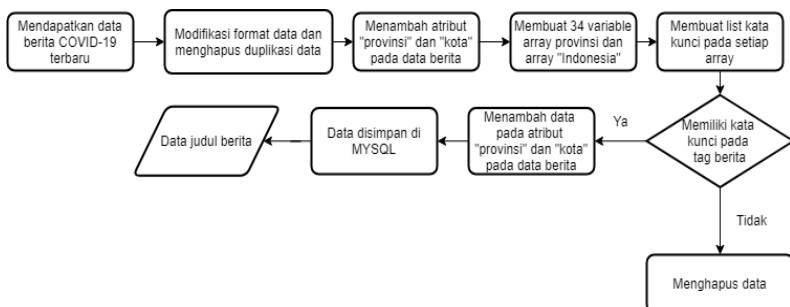 Mendapatkan data
berita COVID-19
terbaru
Modifikasi format data dan
menghapus duplikasi data
Menambah atribut
"provinsi" dan "kota"
pada data berita
Membuat 34 variable
array provinsi dan
array "Indonesia"
Membuat list kata
kunci pada setiap
array
Memiliki kata
kunci pada
tag berita
Ya
Menambah data
pada atribut
"provinsi" dan "kota"
pada data berita
Data disimpan di
MYSQL
Data judul berita
Tidak
Menghapus data